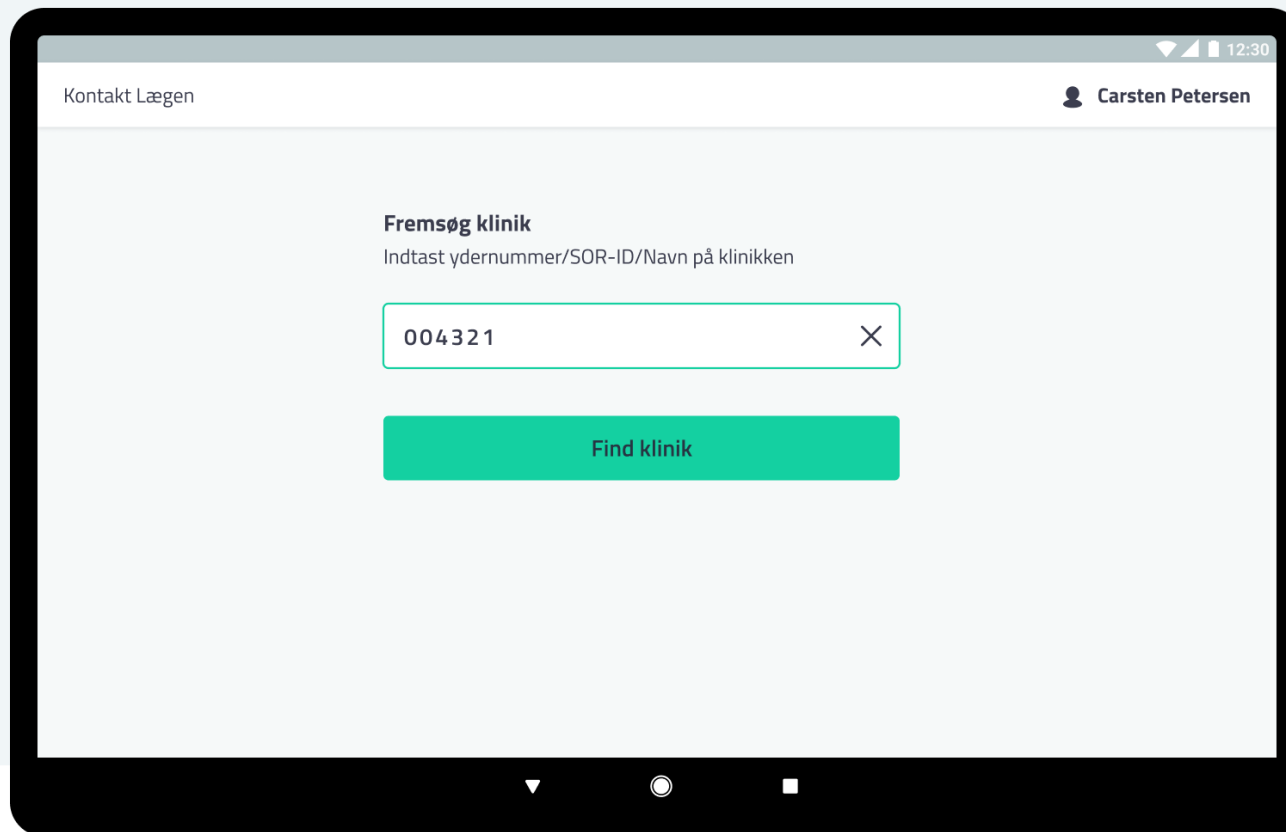 12:30
Kontakt Lægen
Carsten Petersen
Fremsøg klinik
Indtast ydernummer/SOR-ID/Navn på klinikken
004321
Find klinik